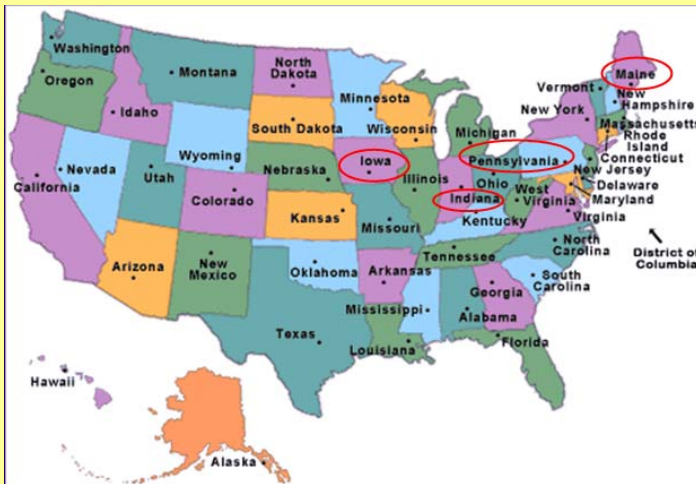 Washington
Oregon
Idaho
Montana
North
Dakota
Minnesota
South Dakota
Wisconsin
Michigan
Maine
Vermont
New
Hampshire
New York
Massachusetts
Rhode
Island
Connecticut
New Jersey
Delaware
Maryland
Pennsylvania
Wyoming
Nebraska
Iowa
Illinois
Indiana
Ohio
West
Virginia
Virginia
Kentucky
Nevada
Utah
Colorado
Kansas
Missouri
California
Arizona
New
Mexico
Oklahoma
Arkansas
Tennessee
North
Carolina
South
Carolina
District of
Columbia
Texas
Louisiana
Mississippi
Alabama
Georgia
Florida
Hawaii
Alaska